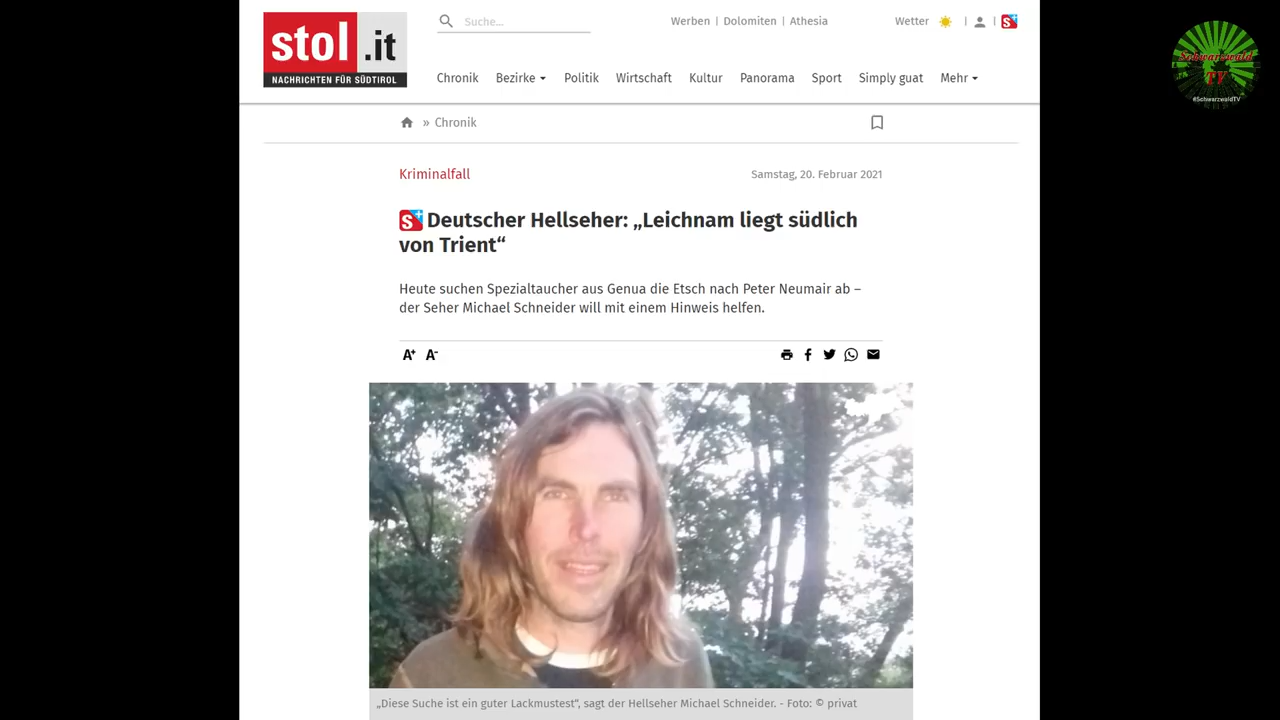 stol.it
NACHRICHTEN FÜR SÜDTIROL
Suche...
Werben | Dolomiten | Athesia
Wetter
Chronik Bezirke Politik Wirtschaft Kultur Panorama Sport Simply guat Mehr
» Chronik
Kriminalfall
Samstag, 20. Februar 2021
S+ Deutscher Hellseher: „Leichnam liegt südlich
von Trient“
Heute suchen Spezialtaucher aus Genua die Etsch nach Peter Neumair ab –
der Seher Michael Schneider will mit einem Hinweis helfen.
A+ A-
„Diese Suche ist ein guter Lackmustest“, sagt der Hellseher Michael Schneider. - Foto: © privat
Schwarzwald
TV
#SchwarzwaldTV